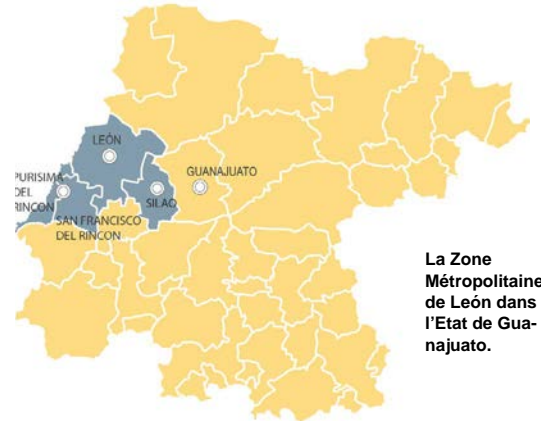 LEÓN
GUANAJUATO
PURISIMA
DEL
RINCON
SILAO
SAN FRANCISCO
DEL RINCON
La Zone
Métropolitaine
de León dans
l’Etat de Gua-
najuato.